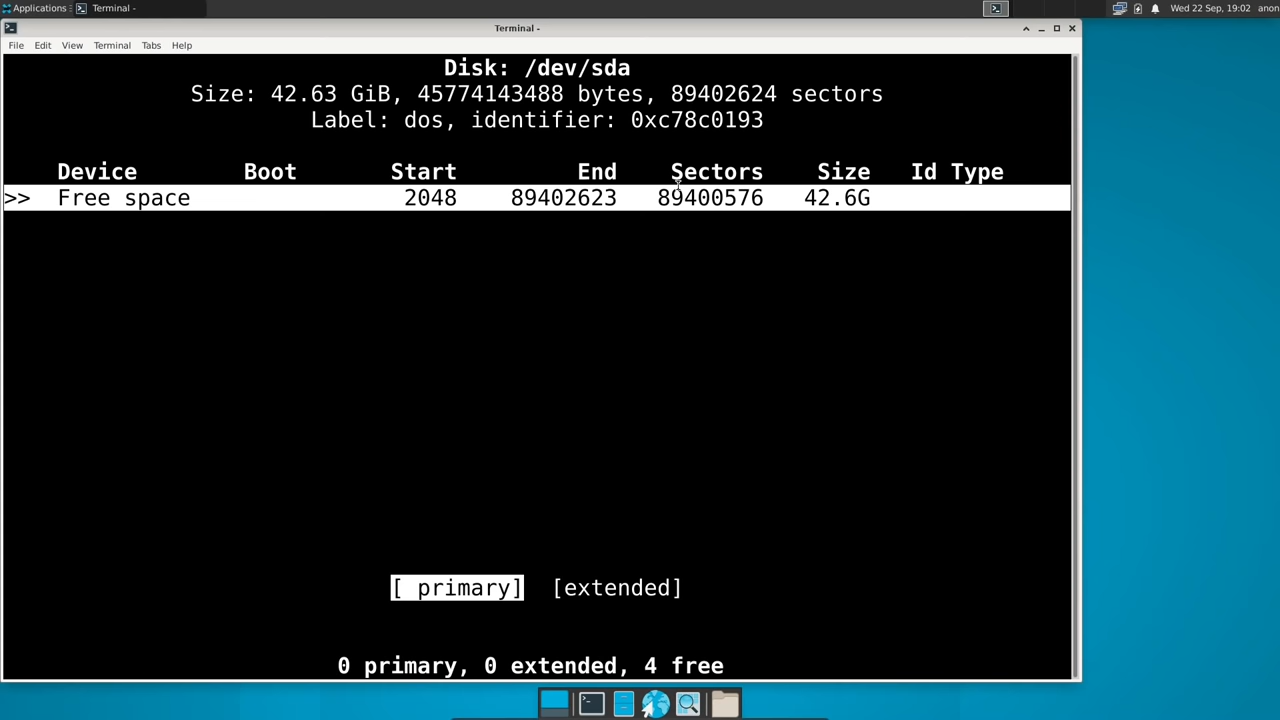 Applications Terminal - Wed 22 Sep, 19:02 anon
Terminal -
File Edit View Terminal Tabs Help
Disk: /dev/sda
Size: 42.63 GiB, 45774143488 bytes, 89402624 sectors
Label: dos, identifier: 0xc78c0193
Device Boot Start End Sectors Size Id Type
>> Free space 2048 89402623 89400576 42.6G
[ primary] [extended]
0 primary, 0 extended, 4 free